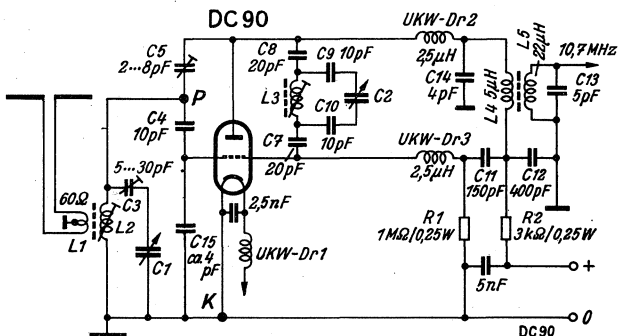 DC90
UKW-Dr2
2,5µH
C5
2...8pF
C8
20pF
C9 10pF
L3
C10
10pF
C2
C14
4pF
L4 5µH
L5
22µH
10,7MHz
C13
5pF
P
C4
10pF
C7
20pF
UKW-Dr3
2,5µH
C11
150pF
C12
400pF
5...30pF
C3
60Ω
L1
L2
C1
C15
ca 4
pF
2,5nF
UKW-Dr1
R1
1MΩ/0,25W
R2
3kΩ/0,25W
5nF
+
K
0
DC90